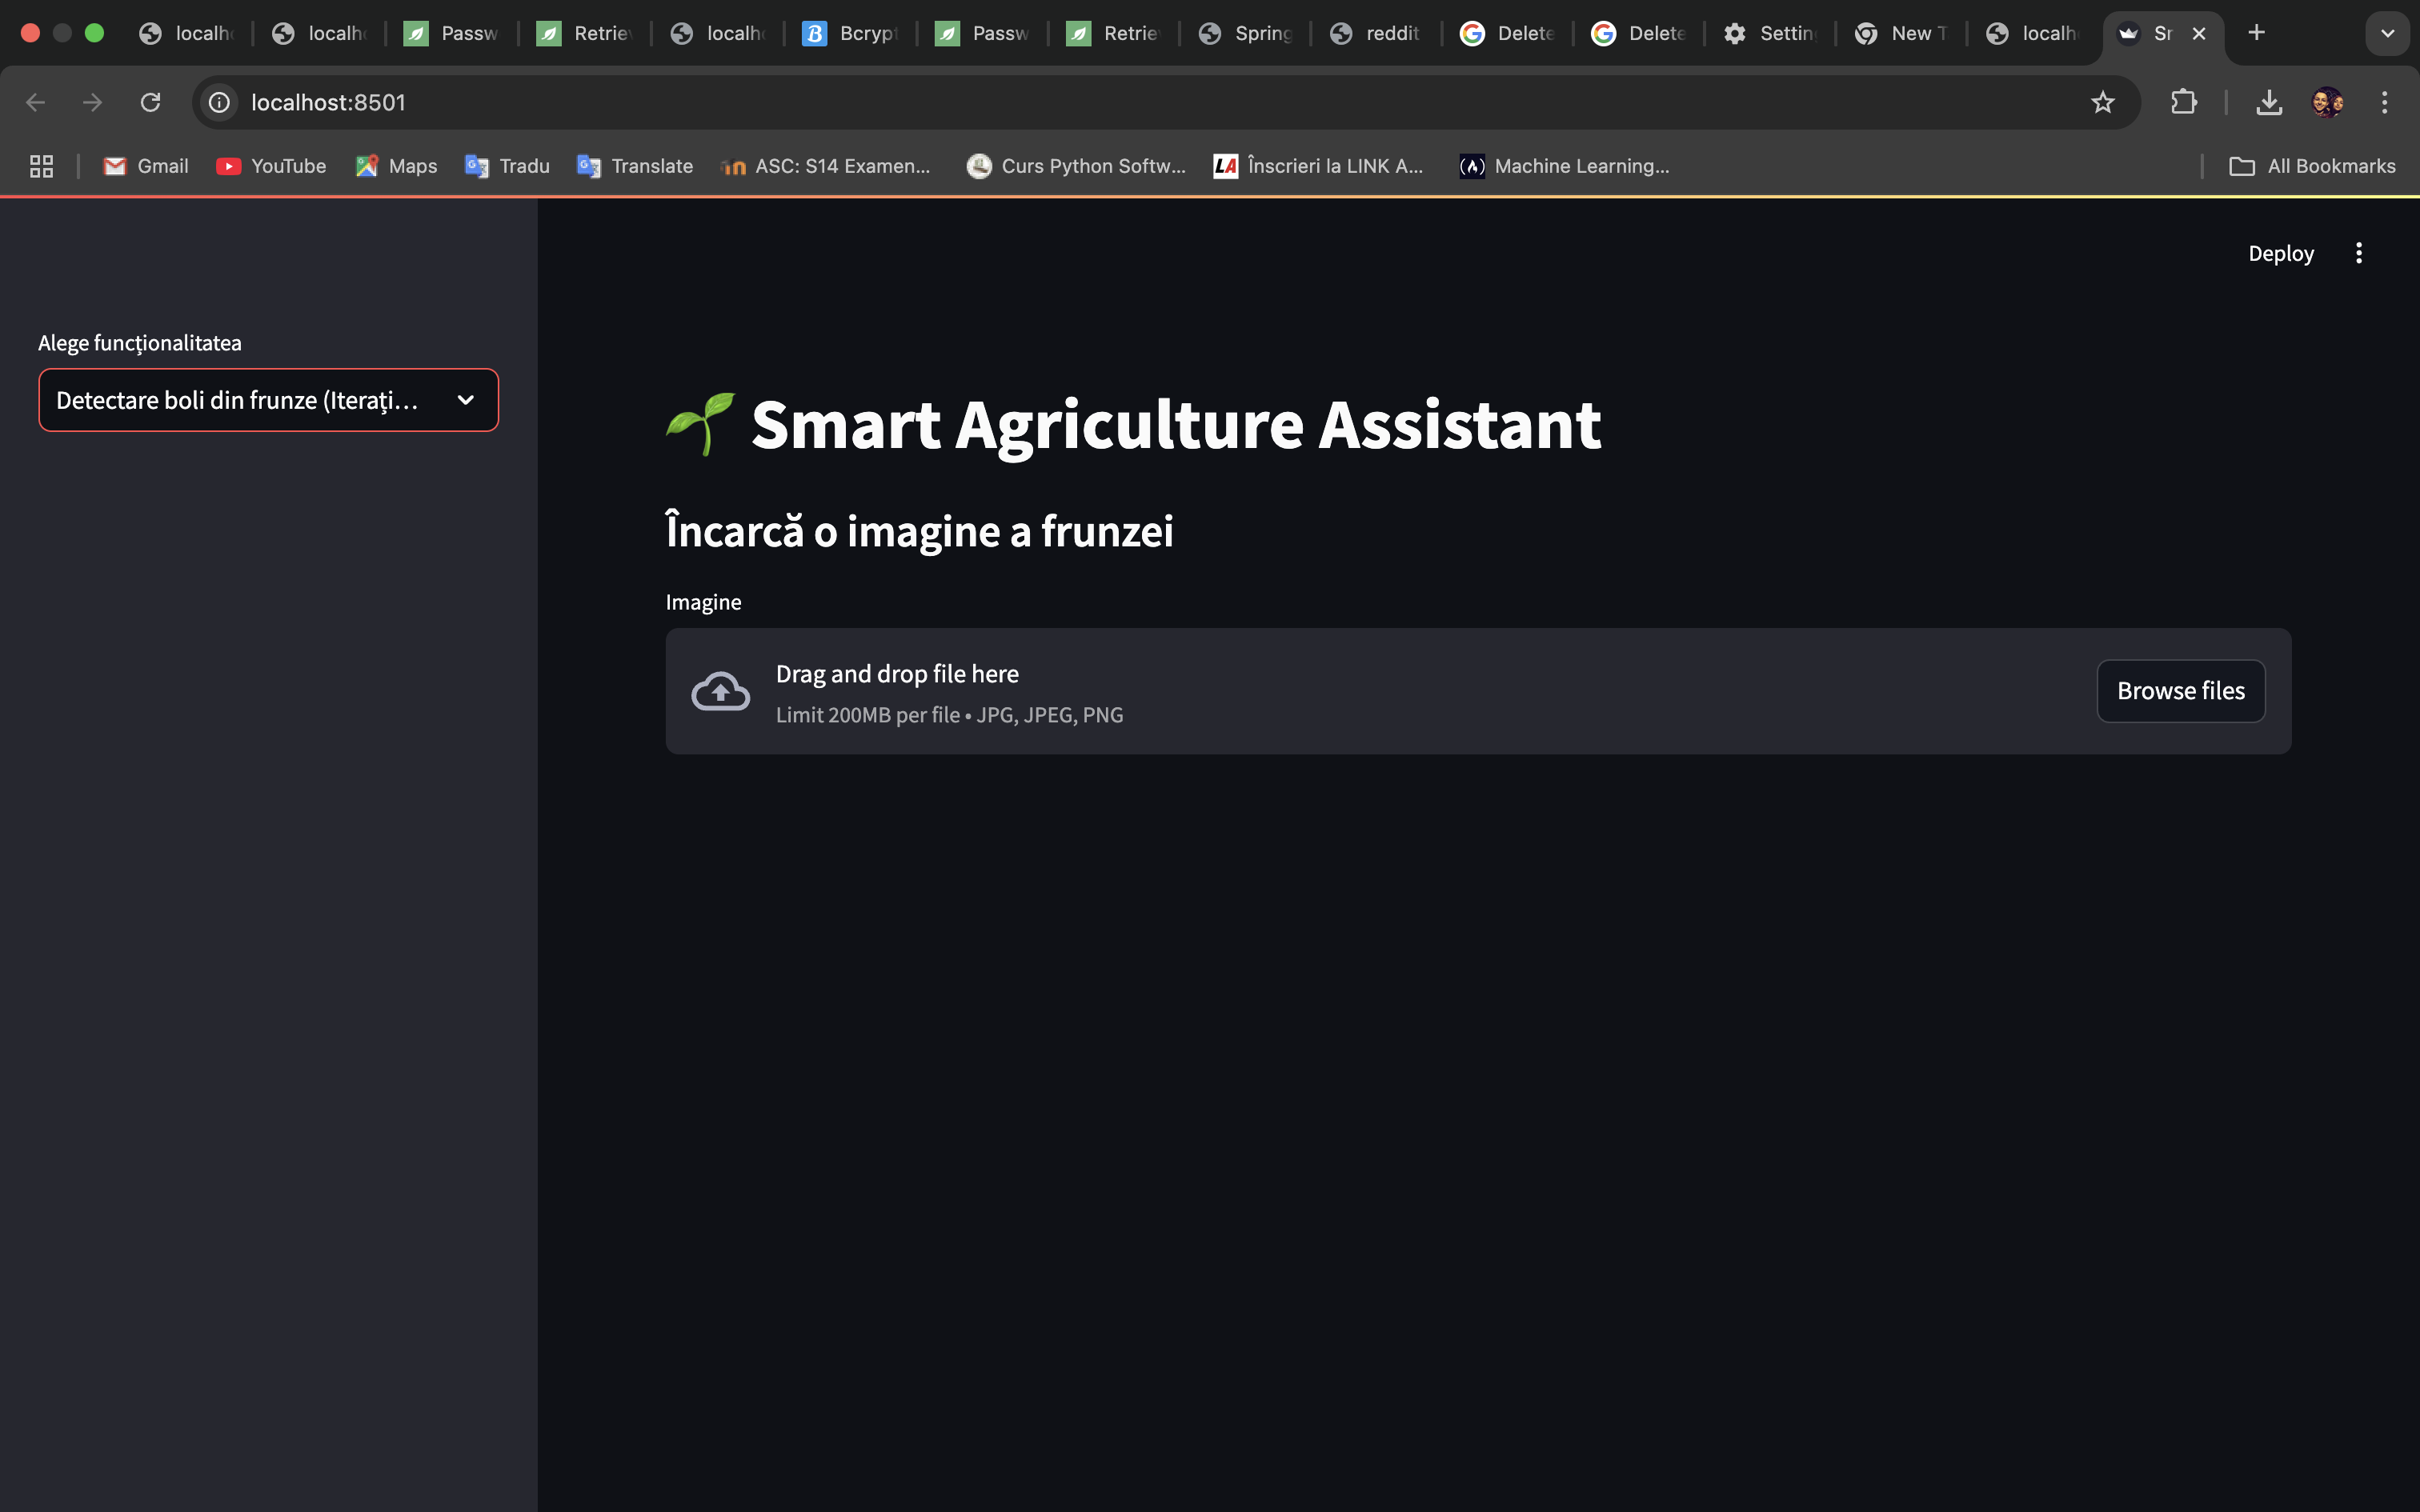 localh
localh
Passw
Retrie
localh
Bcryp
Passw
Retrie
Spring
reddit
Delete
Delete
Settin
New T
localh
Sr
localhost:8501
Gmail
YouTube
Maps
Tradu
Translate
ASC: S14 Examen...
Curs Python Softw...
LA
Înscrieri la LINK A...
Machine Learning...
All Bookmarks
Deploy
Alege funcționalitatea
Detectare boli din frunze (Iterați...
Smart Agriculture Assistant
Încarcă o imagine a frunzei
Imagine
Drag and drop file here
Limit 200MB per file • JPG, JPEG, PNG
Browse files